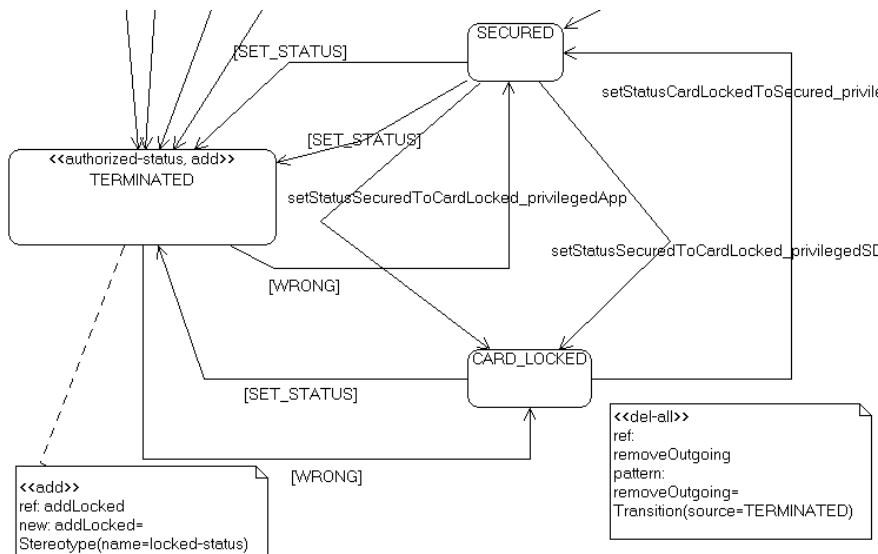 SECURED
[SET_STATUS]
setStatusCardLockedToSecured_privile
[SET_STATUS]
<<authorized-status, add>>
TERMINATED
setStatusSecuredToCardLocked_privilegedApp
setStatusSecuredToCardLocked_privilegedSD
[WRONG]
CARD_LOCKED
[SET_STATUS]
[WRONG]
<<del-all>>
ref:
removeOutgoing
pattern:
removeOutgoing=
Transition(source=TERMINATED)
<<add>>
ref: addLocked
new: addLocked=
Stereotype(name=locked-status)